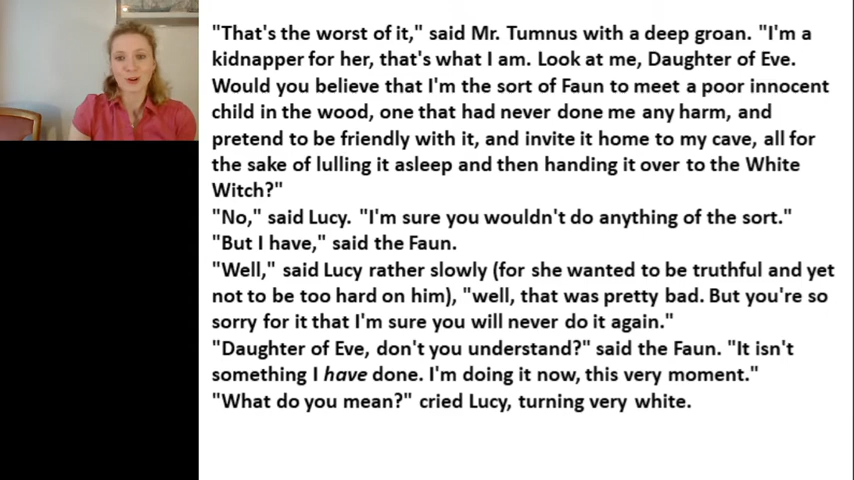 "That's the worst of it," said Mr. Tumnus with a deep groan. "I'm a
kidnapper for her, that's what I am. Look at me, Daughter of Eve.
Would you believe that I'm the sort of Faun to meet a poor innocent
child in the wood, one that had never done me any harm, and
pretend to be friendly with it, and invite it home to my cave, all for
the sake of lulling it asleep and then handing it over to the White
Witch?"
"No," said Lucy. "I'm sure you wouldn't do anything of the sort."
"But I have," said the Faun.
"Well," said Lucy rather slowly (for she wanted to be truthful and yet
not to be too hard on him), "well, that was pretty bad. But you're so
sorry for it that I'm sure you will never do it again."
"Daughter of Eve, don't you understand?" said the Faun. "It isn't
something I have done. I'm doing it now, this very moment."
"What do you mean?" cried Lucy, turning very white.